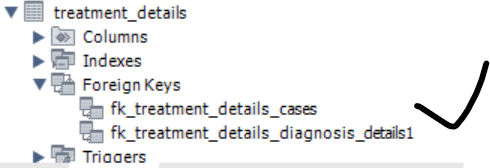 treatment_details
Columns
Indexes
Foreign Keys
fk_treatment_details_cases
fk_treatment_details_diagnosis_details1
Triggers